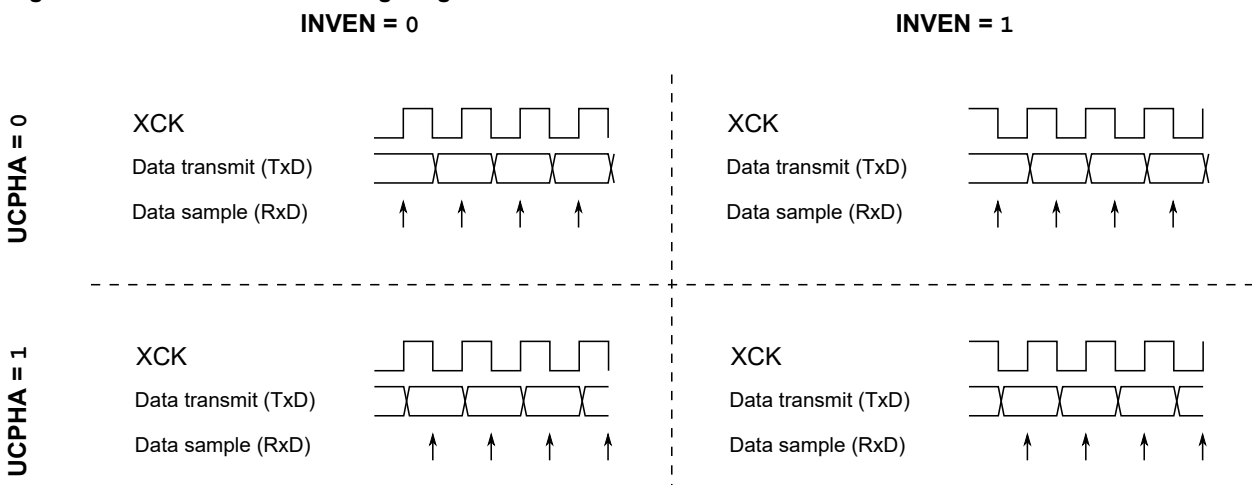 INVEN = 0
INVEN = 1
UCPHA = 0
XCK
Data transmit (TxD)
Data sample (RxD)
XCK
Data transmit (TxD)
Data sample (RxD)
UCPHA = 1
XCK
Data transmit (TxD)
Data sample (RxD)
XCK
Data transmit (TxD)
Data sample (RxD)